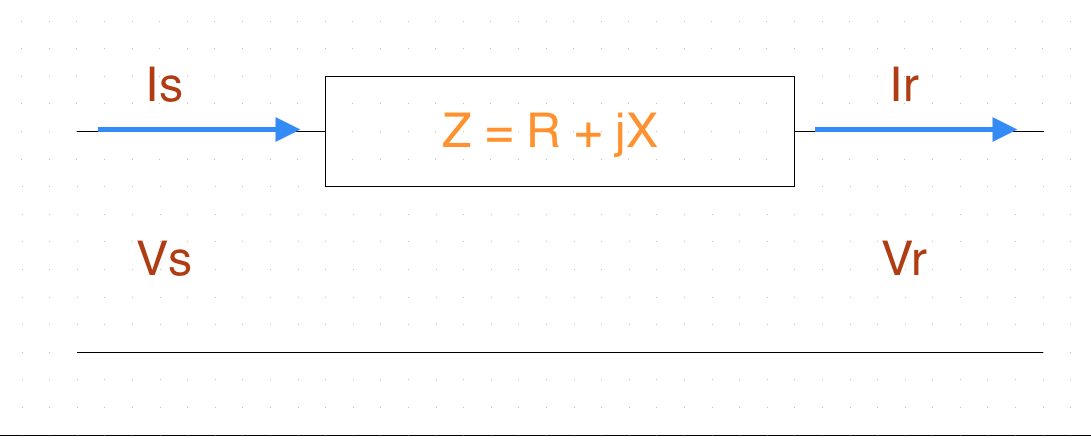 Is
Ir
Z = R + jX
Vs
Vr